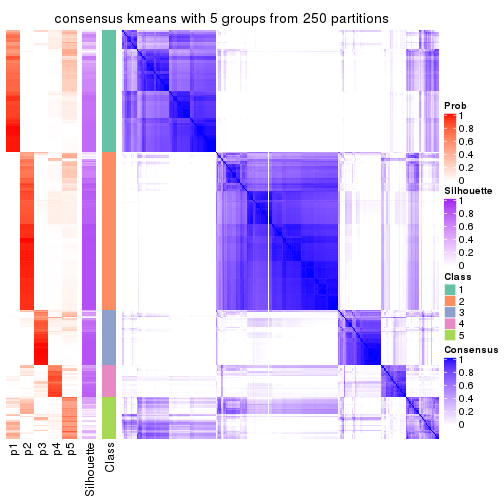 consensus kmeans with 5 groups from 250 partitions
Prob
1
0.8
0.6
0.4
0.2
0
Silhouette
1
0.8
0.6
0.4
0.2
0
Class
1
2
3
4
5
Consensus
1
0.8
0.6
0.4
0.2
0
p1
p2
p3
p4
p5
Silhouette
Class